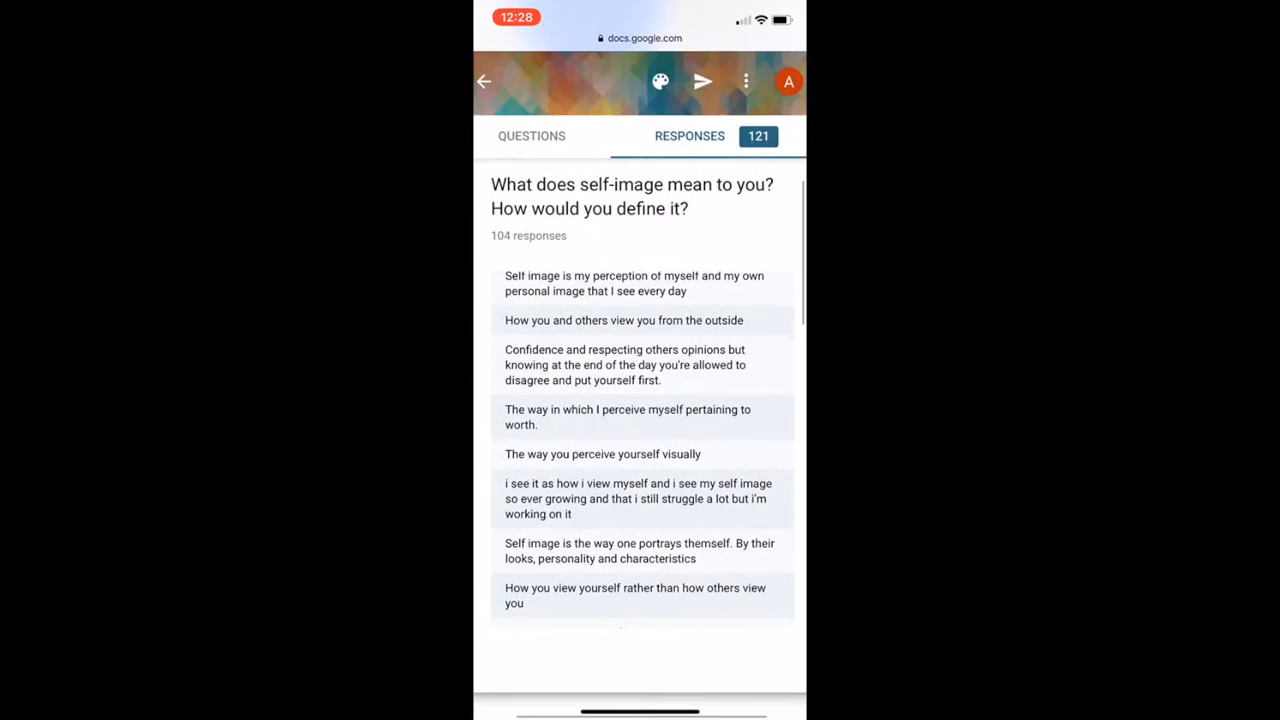 12:28
docs.google.com
A
QUESTIONS
RESPONSES
121
What does self-image mean to you?
How would you define it?
104 responses
Self image is my perception of myself and my own
personal image that I see every day
How you and others view you from the outside
Confidence and respecting others opinions but
knowing at the end of the day you're allowed to
disagree and put yourself first.
The way in which I perceive myself pertaining to
worth.
The way you perceive yourself visually
i see it as how i view myself and i see my self image
so ever growing and that i still struggle a lot but i'm
working on it
Self image is the way one portrays themself. By their
looks, personality and characteristics
How you view yourself rather than how others view
you